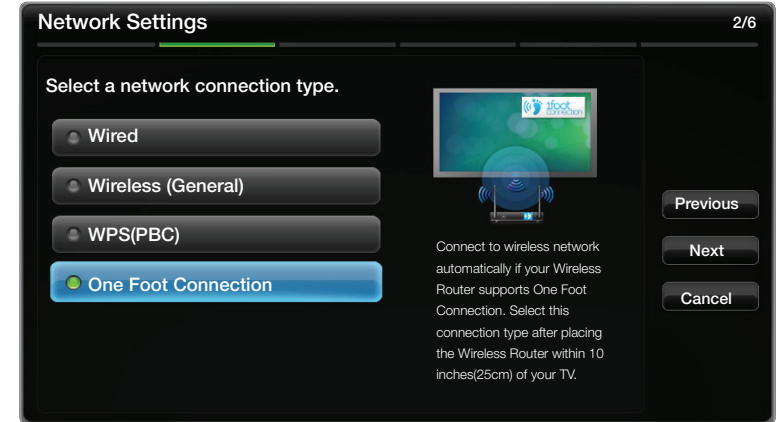 Network Settings
2/6
Select a network connection type.
Wired
Wireless (General)
WPS(PBC)
One Foot Connection
1foot
connection
Connect to wireless network
automatically if your Wireless
Router supports One Foot
Connection. Select this
connection type after placing
the Wireless Router within 10
inches(25cm) of your TV.
Previous
Next
Cancel